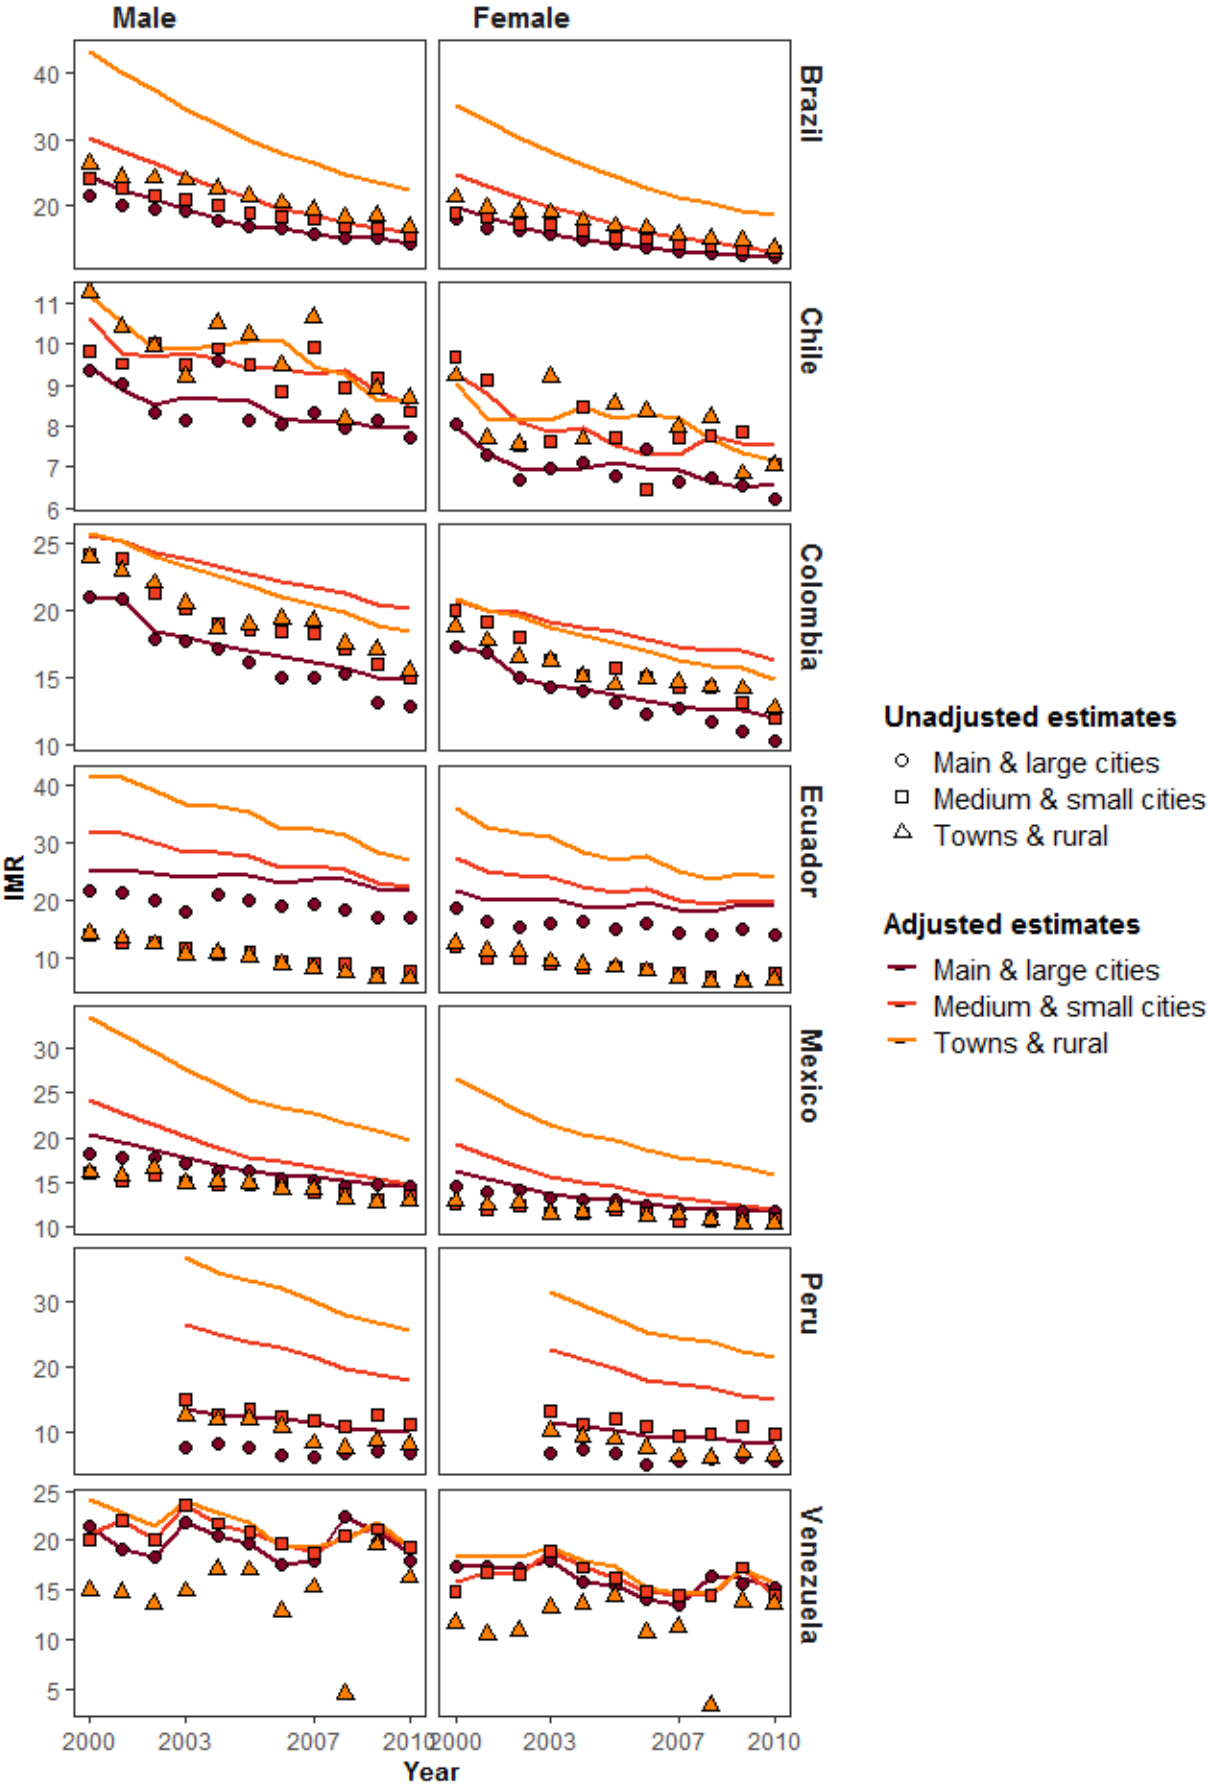 Male Female
40
30
20
Brazil
11
10
9
8
7
6
Chile
25
20
15
10
Colombia
Unadjusted estimates
Main & large cities
Medium & small cities
Towns & rural
40
30
20
10
Ecuador
IMR
Adjusted estimates
Main & large cities
Medium & small cities
Towns & rural
30
25
20
15
10
Mexico
30
20
10
Peru
25
20
15
10
5
Venezuela
2000 2003 2007 2010 2000 2003 2007 2010
Year